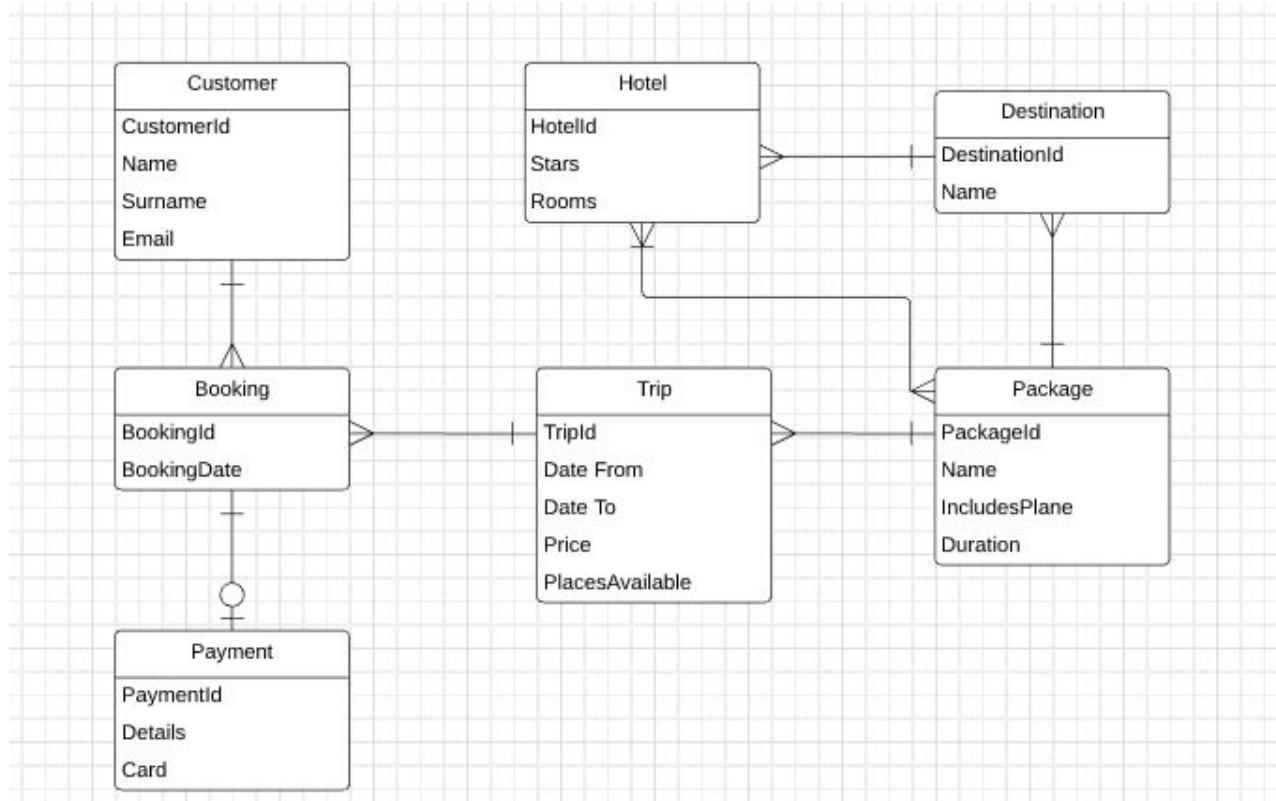 Customer
CustomerId
Name
Surname
Email
Hotel
HotelId
Stars
Rooms
Destination
DestinationId
Name
Booking
BookingId
BookingDate
Trip
TripId
Date From
Date To
Price
PlacesAvailable
Package
PackageId
Name
IncludesPlane
Duration
Payment
PaymentId
Details
Card